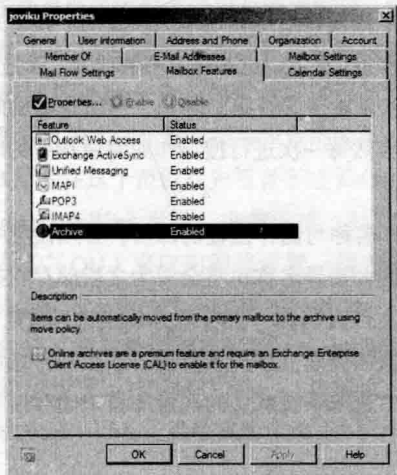 joviku Properties
General User information Address and Phone Organization Account
Member Of E-Mail Addresses Mailbox Settings
Mail Flow Settings Mailbox Features Calendar Settings
Properties... Enable Disable
Feature Status
Outlook Web Access Enabled
Exchange ActiveSync Enabled
Unified Messaging Enabled
MAPI Enabled
POP3 Enabled
IMAP4 Enabled
Archive Enabled
Description
Items can be automatically moved from the primary mailbox to the archive using
move policy.
Online archives are a premium feature and require an Exchange Enterprise
Client Access License (CAL) to enable it for the mailbox.
OK Cancel Apply Help